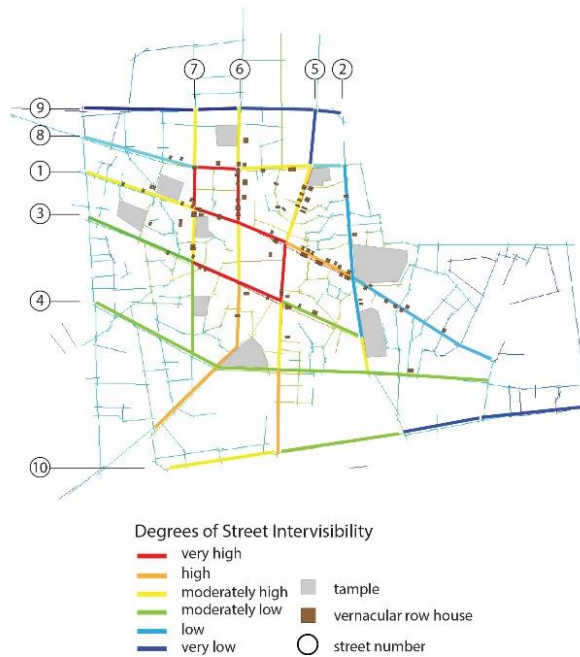 7 6 5 2
9
8
1
3
4
10
Degrees of Street Intervisibility
very high
high
moderately high
moderately low
low
very low
tample
vernacular row house
street number